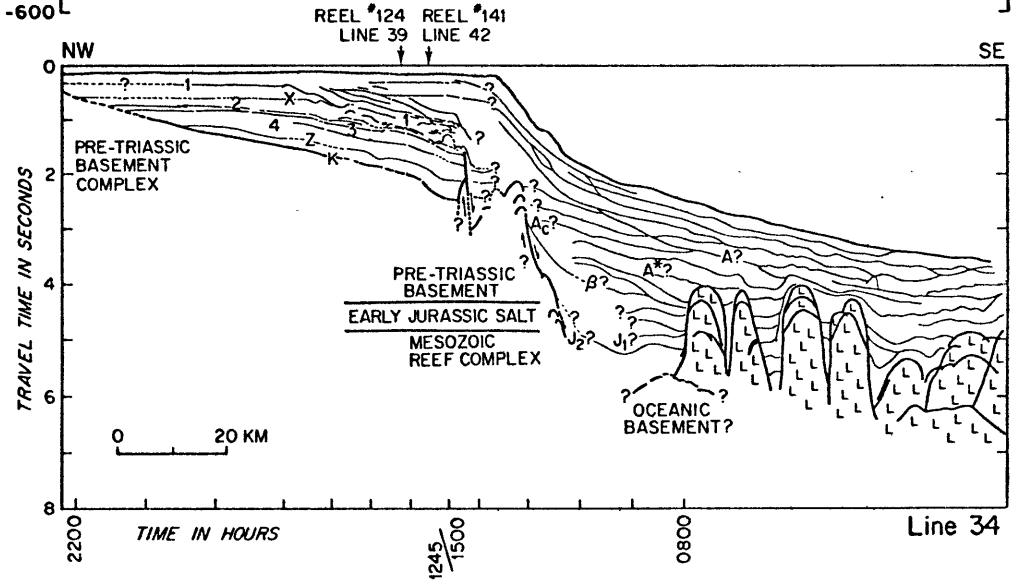 -600
REEL #124 REEL #141
LINE 39 LINE 42
NW SE
0
? 1 ?
X ?
2 1
4 3 ?
Z
K
PRE-TRIASSIC
BASEMENT
COMPLEX
2
? ?
? ? ?
? Ac?
?
A?
A*?
PRE-TRIASSIC
BASEMENT
β?
4
EARLY JURASSIC SALT
? ? ? ?
J2? J1?
MESOZOIC
REEF COMPLEX
L L L L L L
6
? ?
OCEANIC
BASEMENT?
0 20 KM
8
TRAVEL TIME IN SECONDS
2200
TIME IN HOURS
1245/1500
0800
Line 34